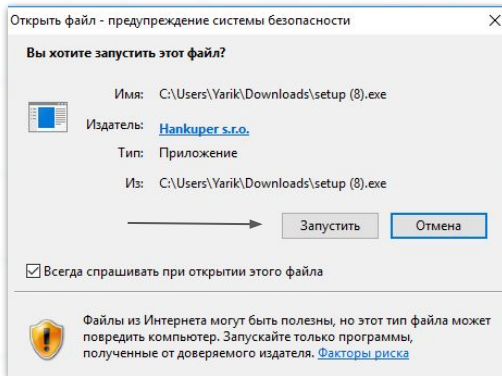 Открыть файл - предупреждение системы безопасности
Вы хотите запустить этот файл?
Имя: C:\Users\Yarik\Downloads\setup (8).exe
Издатель: Hankuper s.r.o.
Тип: Приложение
Из: C:\Users\Yarik\Downloads\setup (8).exe
Запустить Отмена
Всегда спрашивать при открытии этого файла
Файлы из Интернета могут быть полезны, но этот тип файла может
повредить компьютер. Запускайте только программы,
полученные от доверяемого издателя. Факторы риска